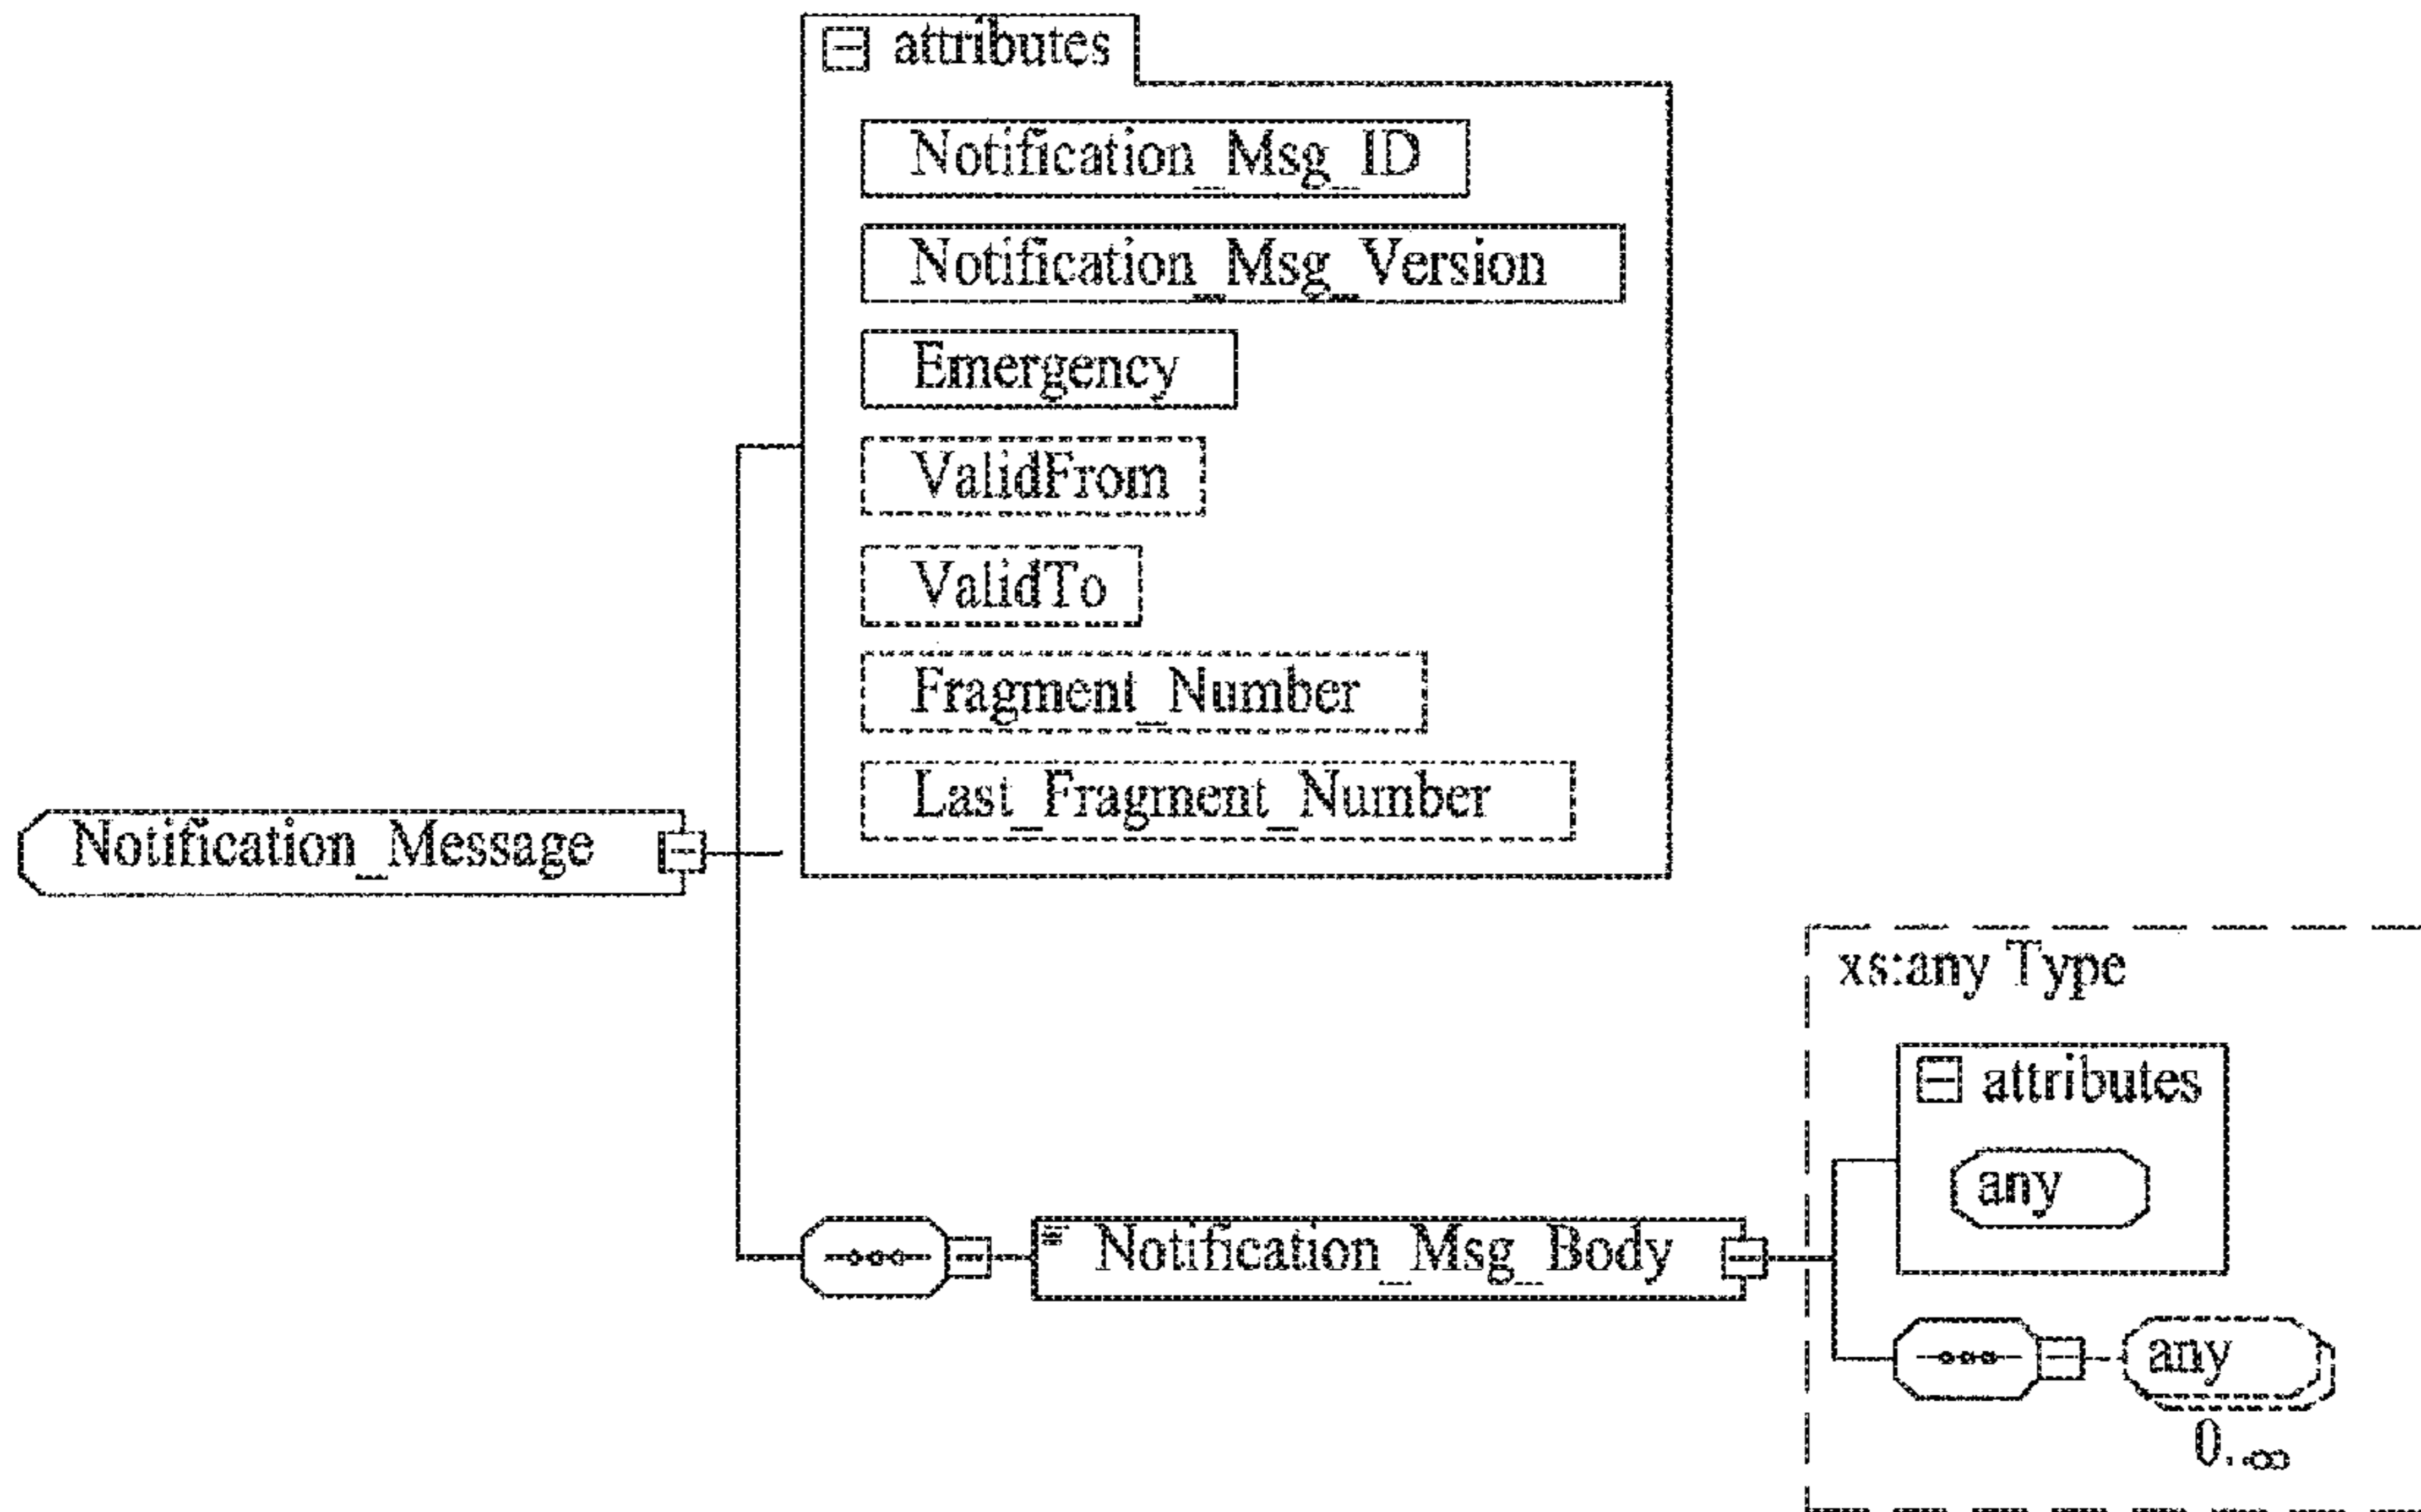 attributes
Notification_Msg_ID
Notification_Msg_Version
Emergency
ValidFrom
ValidTo
Fragment_Number
Last_Fragment_Number
Notification_Message
xs:any Type
attributes
any
Notification_Msg_Body
any
0..∞